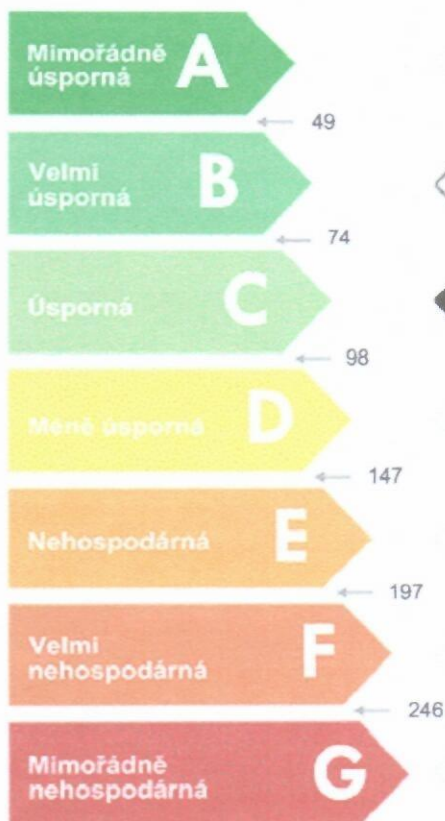 Mimořádně
úsporná A
49
Velmi
úsporná B
74
Úsporná C
98
Méně úsporná D
147
Nehospodárná E
197
Velmi
nehospodárná F
246
Mimořádně
nehospodárná G